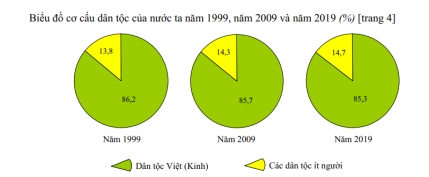 Biểu đồ cơ cấu dân tộc của nước ta năm 1999, năm 2009 và năm 2019 (%) [trang 4]
13,8
86,2
14,3
85,7
14,7
85,3
Năm 1999
Năm 2009
Năm 2019
Dân tộc Việt (Kinh)
Các dân tộc ít người